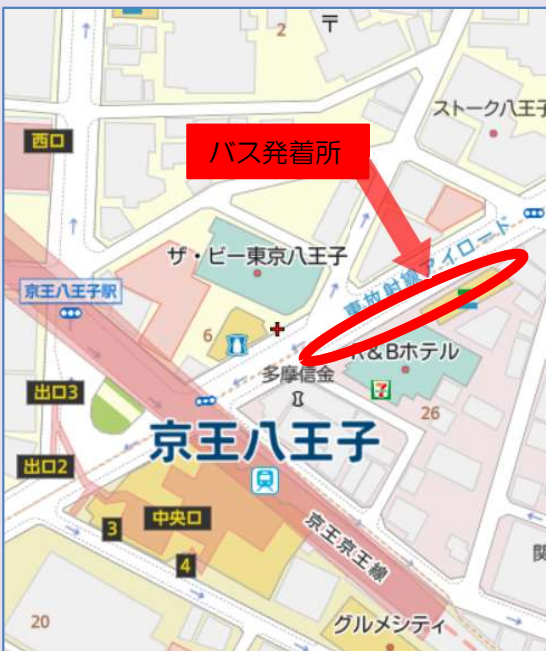 2
〒
ストーク八王子
西口
バス発着所
東放射線アイロード
ザ・ビー東京八王子
京王八王子駅
6
R&Bホテル
多摩信金
7
出口3
26
京王八王子
出口2
中央口
3
4
京王京王線
関
20
グルメシティ